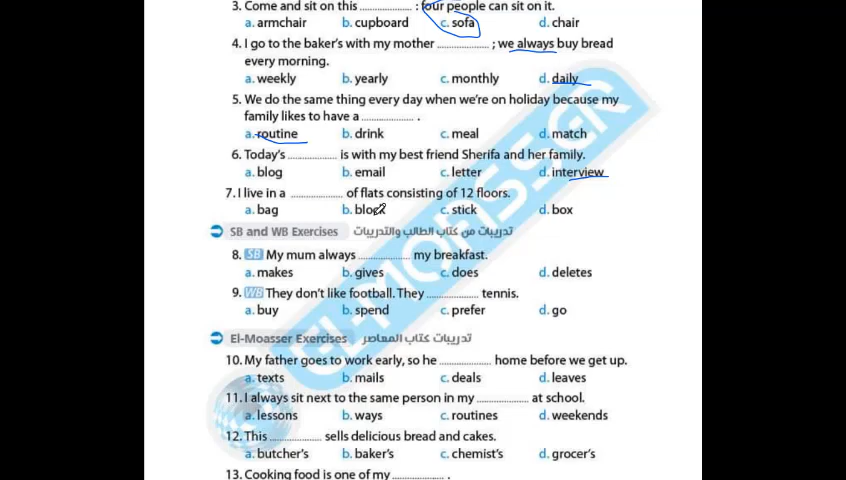 3. Come and sit on this .................. : four people can sit on it.
a. armchair b. cupboard c. sofa d. chair
4. I go to the baker's with my mother .................. ; we always buy bread
every morning.
a. weekly b. yearly c. monthly d. daily
5. We do the same thing every day when we're on holiday because my
family likes to have a .................. .
a. routine b. drink c. meal d. match
6. Today's .................. is with my best friend Sherifa and her family.
a. blog b. email c. letter d. interview
7. I live in a .................. of flats consisting of 12 floors.
a. bag b. block c. stick d. box
SB and WB Exercises تدريبات من كتاب الطالب والتدريبات
8. SB My mum always .................. my breakfast.
a. makes b. gives c. does d. deletes
9. WB They don't like football. They .................. tennis.
a. buy b. spend c. prefer d. go
El-Moasser Exercises تدريبات كتاب المعاصر
10. My father goes to work early, so he .................. home before we get up.
a. texts b. mails c. deals d. leaves
11. I always sit next to the same person in my .................. at school.
a. lessons b. ways c. routines d. weekends
12. This .................. sells delicious bread and cakes.
a. butcher's b. baker's c. chemist's d. grocer's
13. Cooking food is one of my .................. .
EL-MOASSER